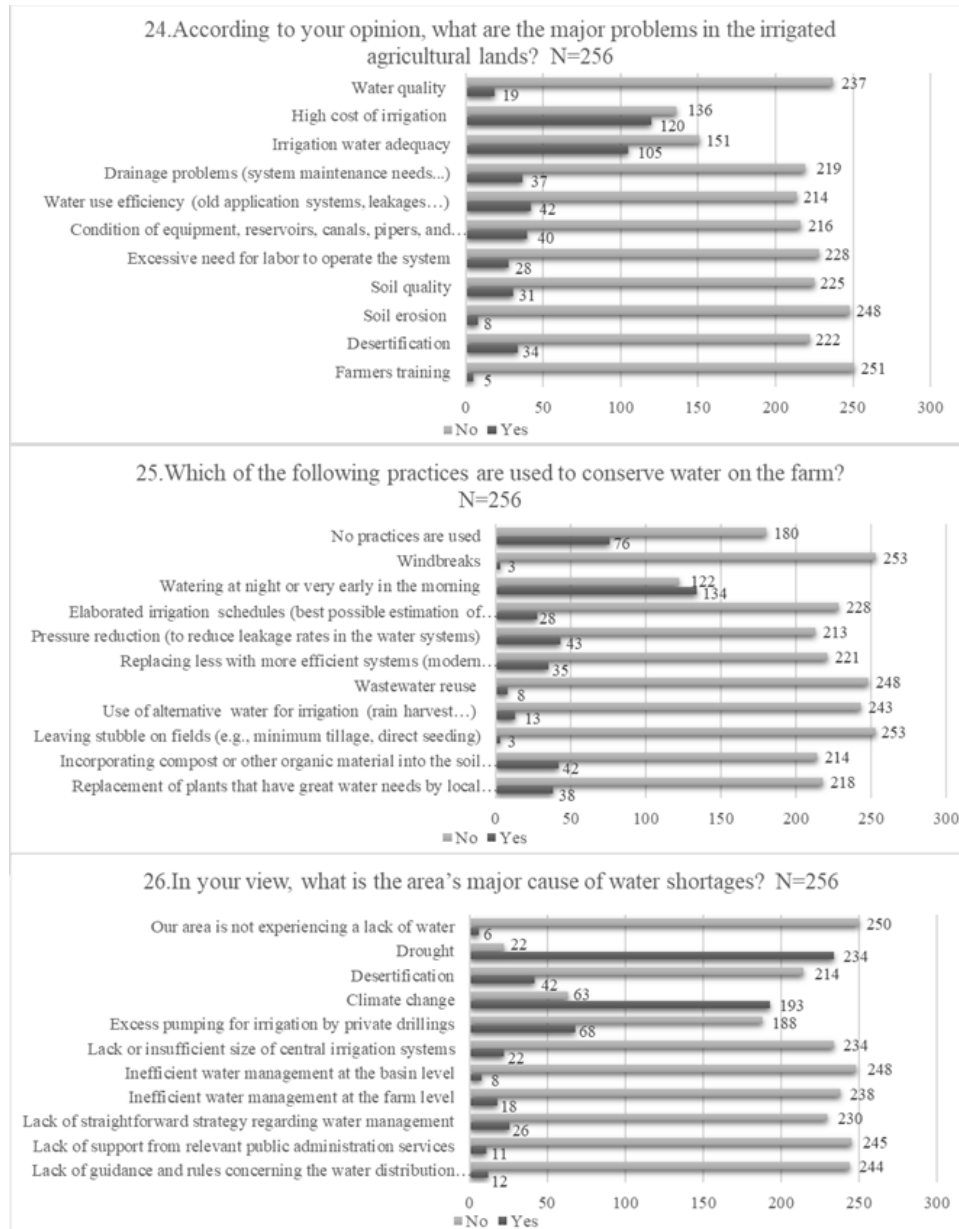 24.According to your opinion, what are the major problems in the irrigated
agricultural lands? N=256
Water quality 237
19
High cost of irrigation 136
120
Irrigation water adequacy 151
105
Drainage problems (system maintenance needs...) 219
37
Water use efficiency (old application systems, leakages…) 214
42
Condition of equipment, reservoirs, canals, pipers, and… 216
40
Excessive need for labor to operate the system 228
28
Soil quality 225
31
Soil erosion 248
8
Desertification 222
34
Farmers training 251
5
0 50 100 150 200 250 300
No Yes
25.Which of the following practices are used to conserve water on the farm?
N=256
No practices are used 180
76
Windbreaks 253
3
Watering at night or very early in the morning 122
134
Elaborated irrigation schedules (best possible estimation of… 228
28
Pressure reduction (to reduce leakage rates in the water systems) 213
43
Replacing less with more efficient systems (modern… 221
35
Wastewater reuse 248
8
Use of alternative water for irrigation (rain harvest…) 243
13
Leaving stubble on fields (e.g., minimum tillage, direct seeding) 253
3
Incorporating compost or other organic material into the soil 214
42
Replacement of plants that have great water needs by local… 218
38
0 50 100 150 200 250 300
No Yes
26.In your view, what is the area’s major cause of water shortages? N=256
Our area is not experiencing a lack of water 250
6
Drought 22
234
Desertification 214
42
Climate change 63
193
Excess pumping for irrigation by private drillings 188
68
Lack or insufficient size of central irrigation systems 234
22
Inefficient water management at the basin level 248
8
Inefficient water management at the farm level 238
18
Lack of straightforward strategy regarding water management 230
26
Lack of support from relevant public administration services 245
11
Lack of guidance and rules concerning the water distribution… 244
12
0 50 100 150 200 250 300
No Yes